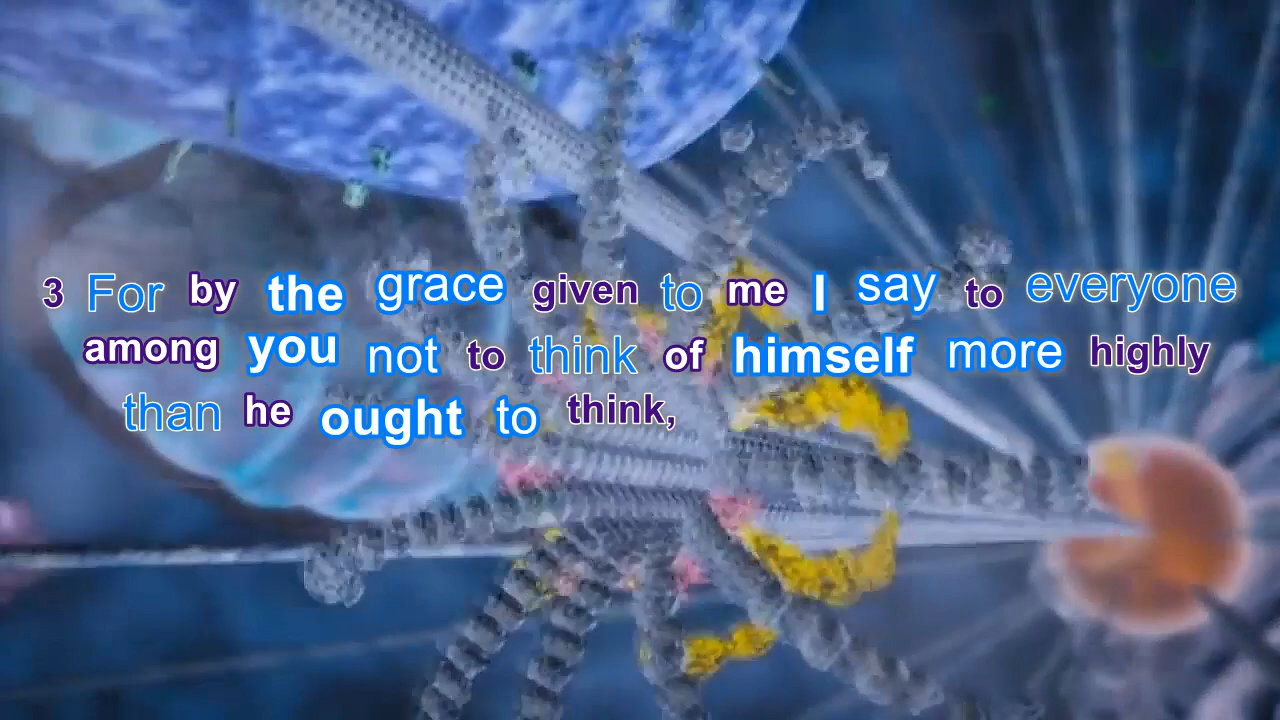 3 For by the grace given to me I say to everyone
among you not to think of himself more highly
than he ought to think,